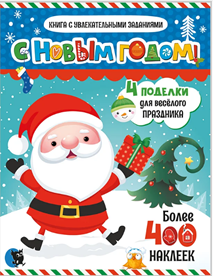 КНИГА С УВЛЕКАТЕЛЬНЫМИ ЗАДАНИЯМИ
С НОВЫМ ГОДОМ!
4 ПОДЕЛКИ
ДЛЯ ВЕСЁЛОГО
ПРАЗДНИКА
Более
400
НАКЛЕЕК